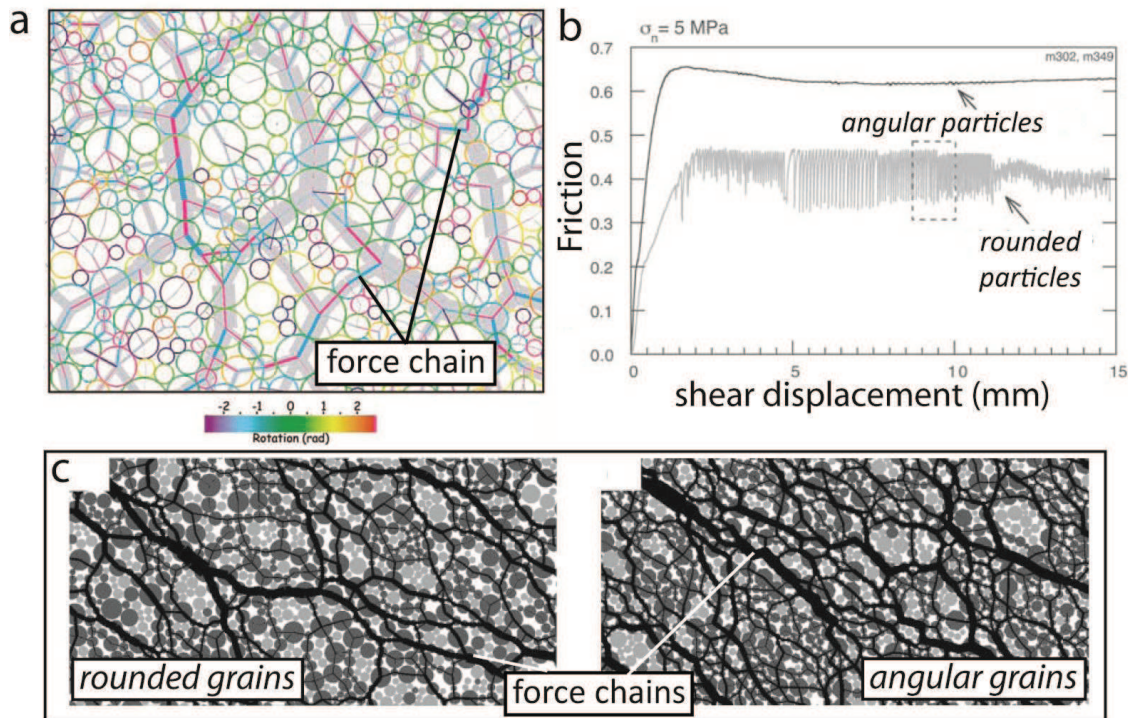 a
force chain
-2 -1 0 1 2
Rotation (rad)
b
σn = 5 MPa
m302, m349
0.7
0.6
0.5
0.4
0.3
0.2
0.1
0.0
Friction
angular particles
rounded
particles
0 5 10 15
shear displacement (mm)
c
rounded grains
force chains
angular grains